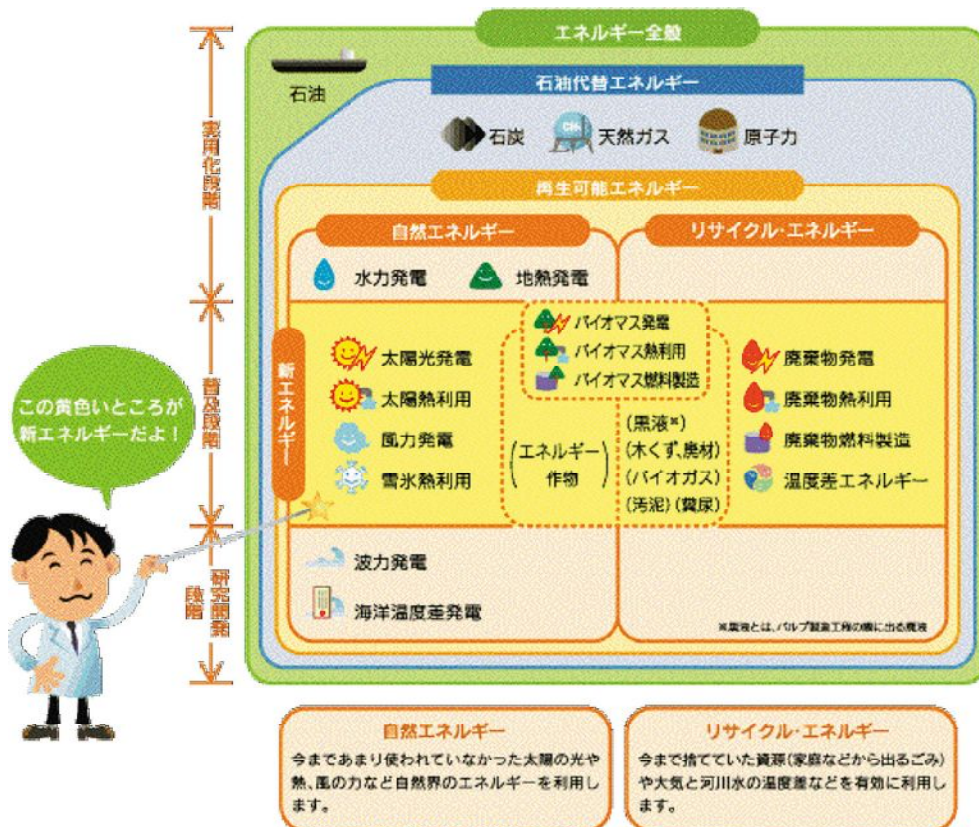 エネルギー全般
石油
石油代替エネルギー
石炭
天然ガス
原子力
再生可能エネルギー
自然エネルギー
リサイクル・エネルギー
実用化段階
水力発電
地熱発電
普及段階
新エネルギー
太陽光発電
太陽熱利用
風力発電
雪氷熱利用
バイオマス発電
バイオマス熱利用
バイオマス燃料製造
(エネルギー
作物)
(黒液※)
(木くず、廃材)
(バイオガス)
(汚泥)(糞尿)
廃棄物発電
廃棄物熱利用
廃棄物燃料製造
温度差エネルギー
この黄色いところが
新エネルギーだよ!
研究開発
段階
波力発電
海洋温度差発電
※黒液とは、パルプ製造工程の際に出る廃液
自然エネルギー
今まであまり使われていなかった太陽の光や
熱、風の力など自然界のエネルギーを利用し
ます。
リサイクル・エネルギー
今まで捨てていた資源(家庭などから出るごみ)
や大気と河川水の温度差などを有効に利用し
ます。